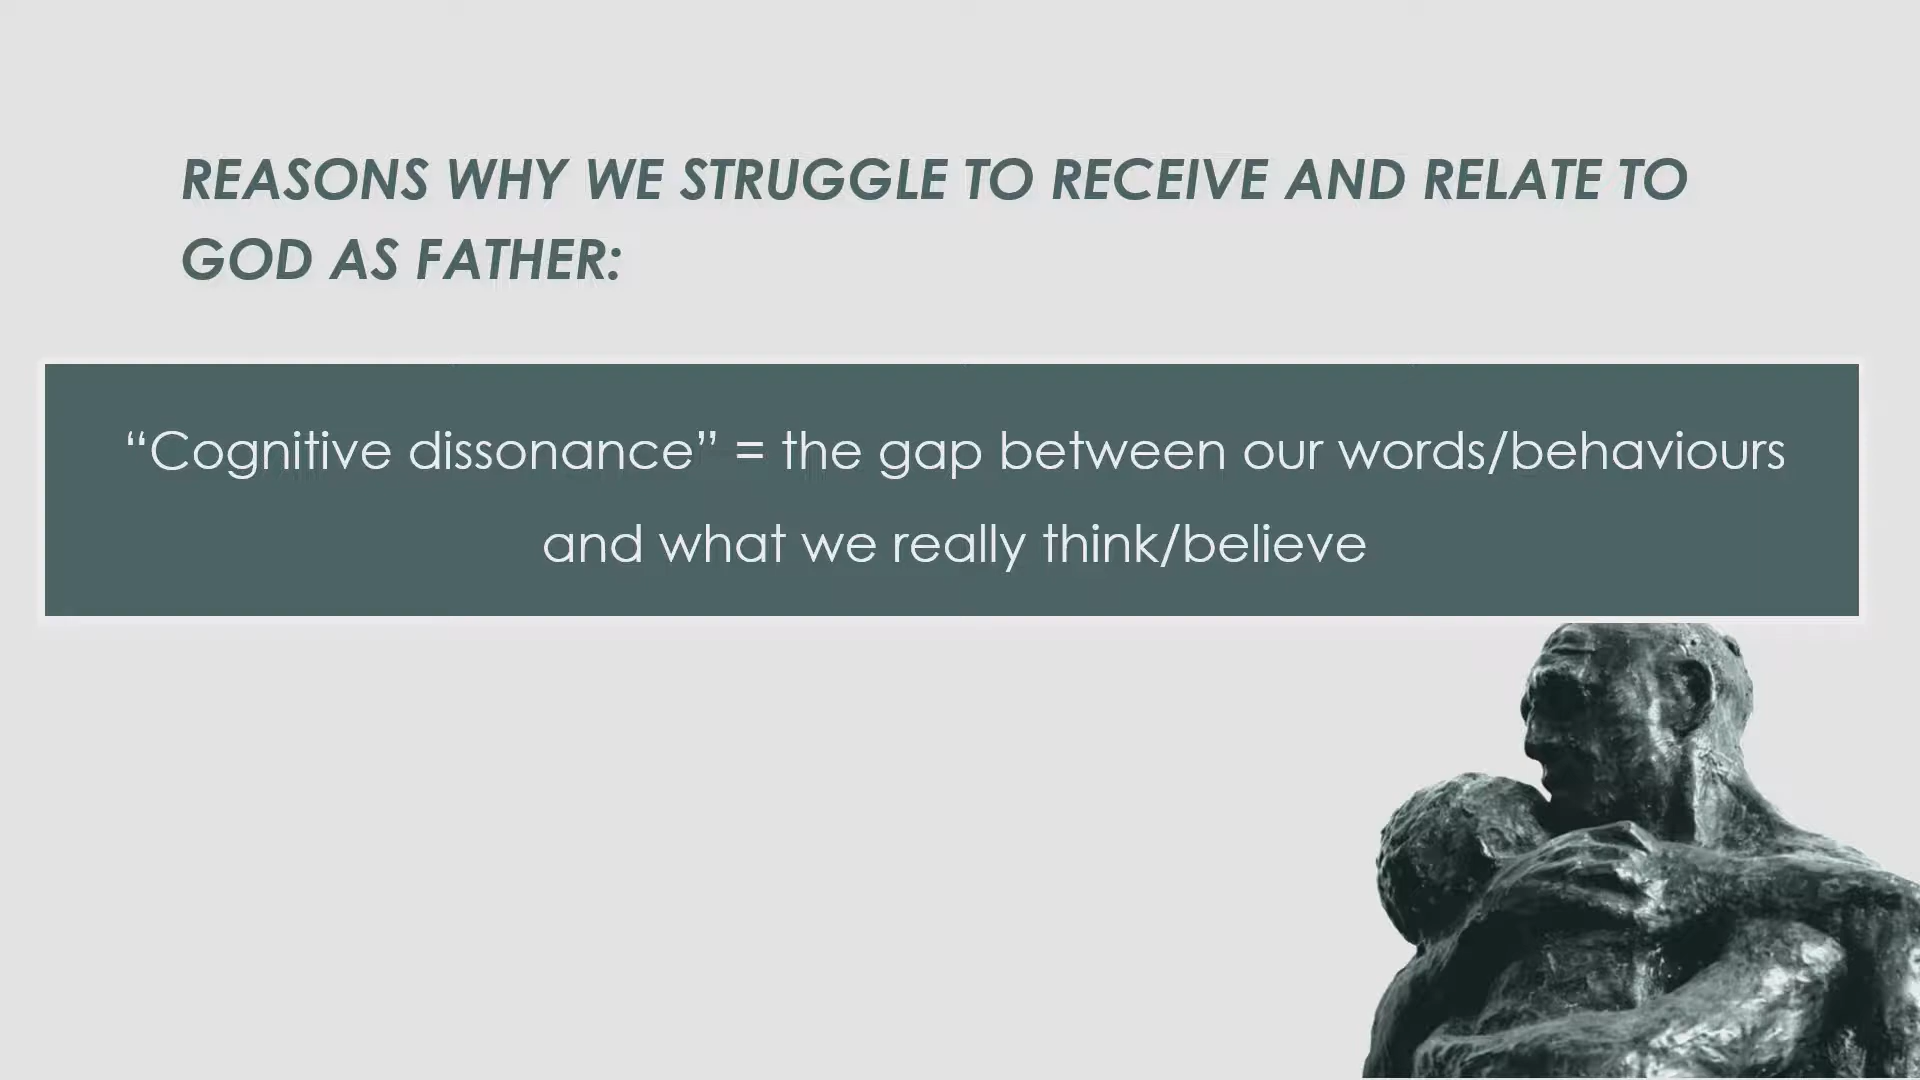 REASONS WHY WE STRUGGLE TO RECEIVE AND RELATE TO
GOD AS FATHER:
“Cognitive dissonance” = the gap between our words/behaviours
and what we really think/believe